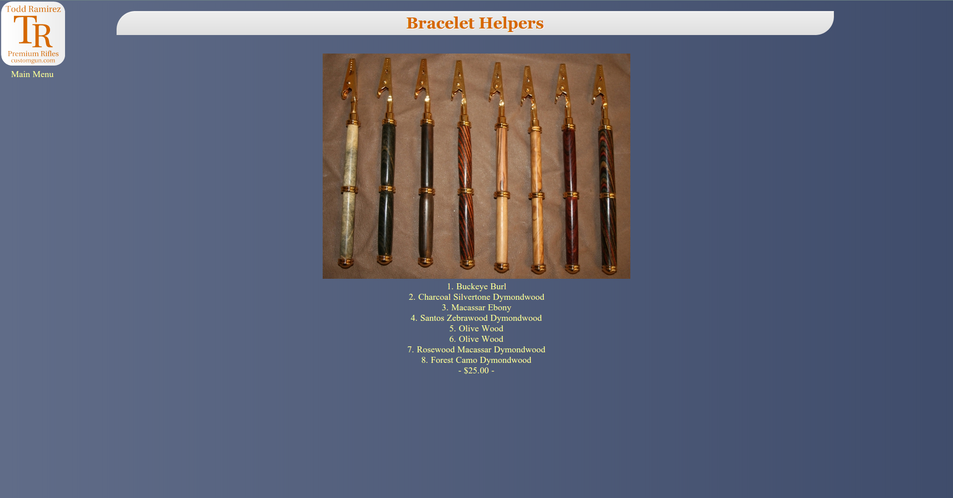 Todd Ramirez
TR
Premium Rifles
customgun.com
Main Menu
Bracelet Helpers
1. Buckeye Burl
2. Charcoal Silvertone Dymondwood
3. Macassar Ebony
4. Santos Zebrawood Dymondwood
5. Olive Wood
6. Olive Wood
7. Rosewood Macassar Dymondwood
8. Forest Camo Dymondwood
- $25.00 -